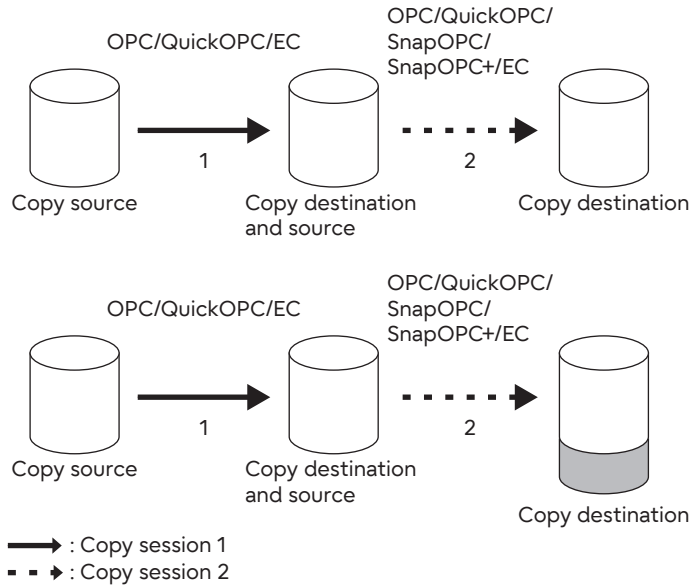 OPC/QuickOPC/EC
OPC/QuickOPC/
SnapOPC/
SnapOPC+/EC
1
2
Copy source
Copy destination
and source
Copy destination
OPC/QuickOPC/EC
OPC/QuickOPC/
SnapOPC/
SnapOPC+/EC
1
2
Copy source
Copy destination
and source
Copy destination
: Copy session 1
: Copy session 2